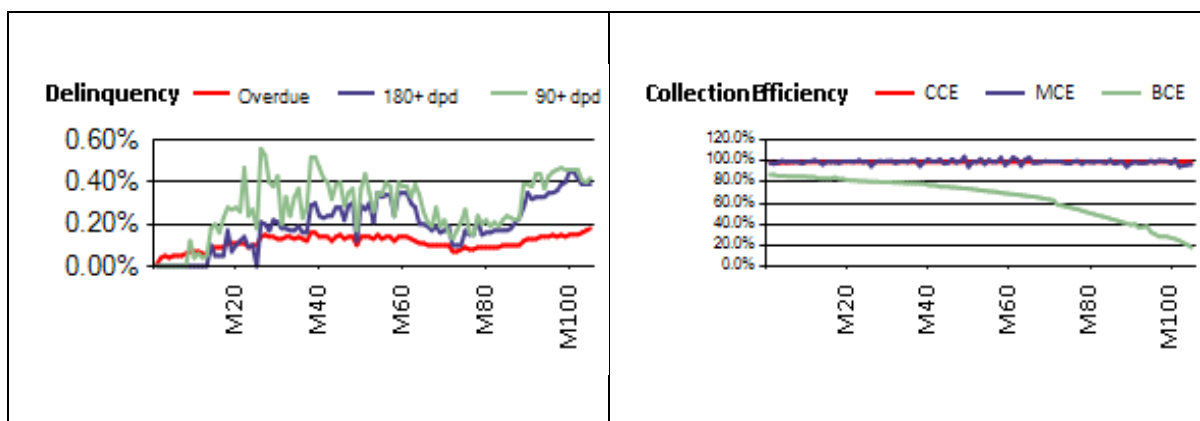 Delinquency Overdue 180+ dpd 90+ dpd
0.60%
0.40%
0.20%
0.00%
M20
M40
M60
M80
M100
Collection Efficiency CCE MCE BCE
120.0%
100.0%
80.0%
60.0%
40.0%
20.0%
0.0%
M20
M40
M60
M80
M100